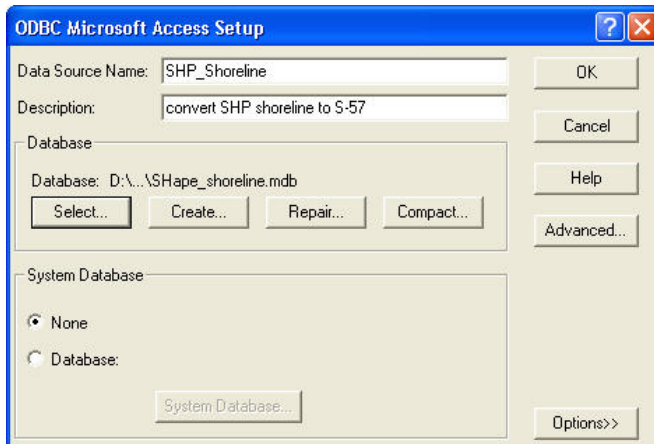 ODBC Microsoft Access Setup
Data Source Name: SHP_Shoreline
OK
Description: convert SHP shoreline to S-57
Cancel
Database
Database: D:\...\SHape_shoreline.mdb
Help
Select... Create... Repair... Compact...
Advanced...
System Database
None
Database:
System Database...
Options>>